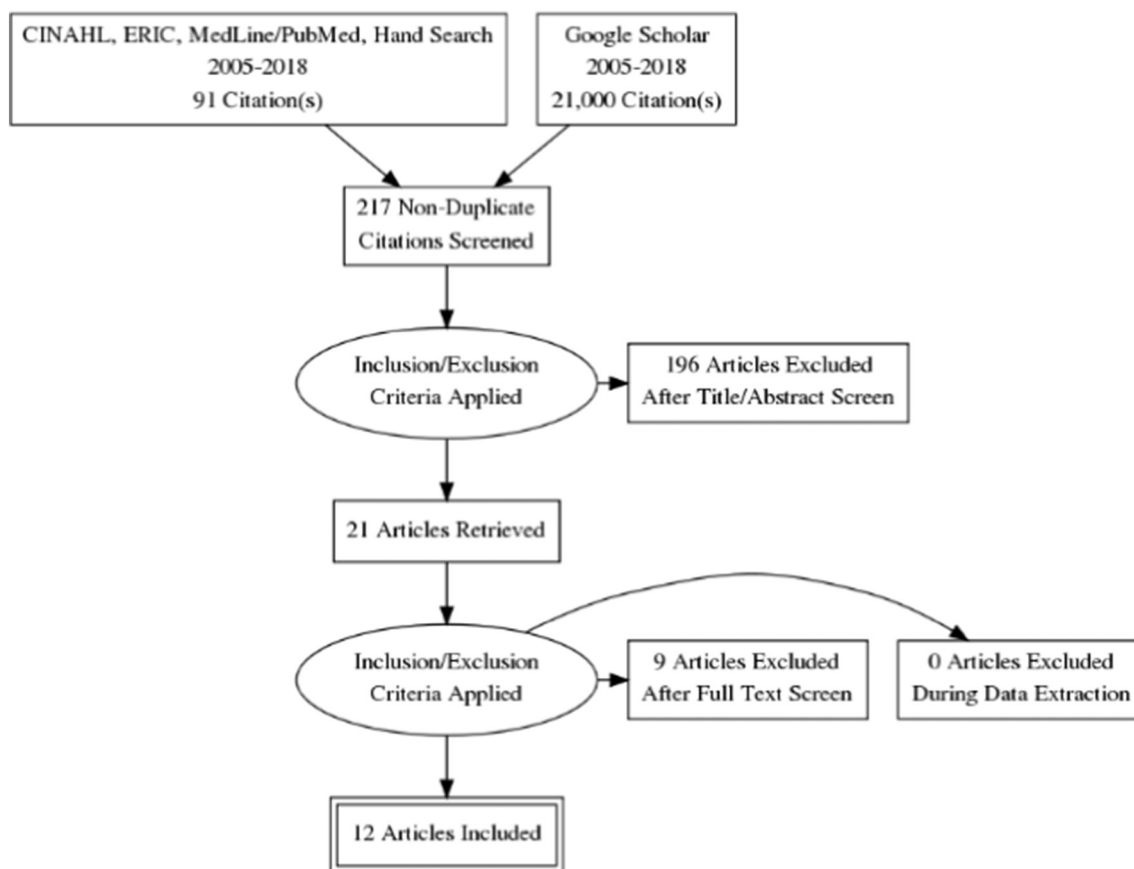 CINAHL, ERIC, MedLine/PubMed, Hand Search
2005-2018
91 Citation(s)
Google Scholar
2005-2018
21,000 Citation(s)
217 Non-Duplicate
Citations Screened
Inclusion/Exclusion
Criteria Applied
196 Articles Excluded
After Title/Abstract Screen
21 Articles Retrieved
Inclusion/Exclusion
Criteria Applied
9 Articles Excluded
After Full Text Screen
0 Articles Excluded
During Data Extraction
12 Articles Included